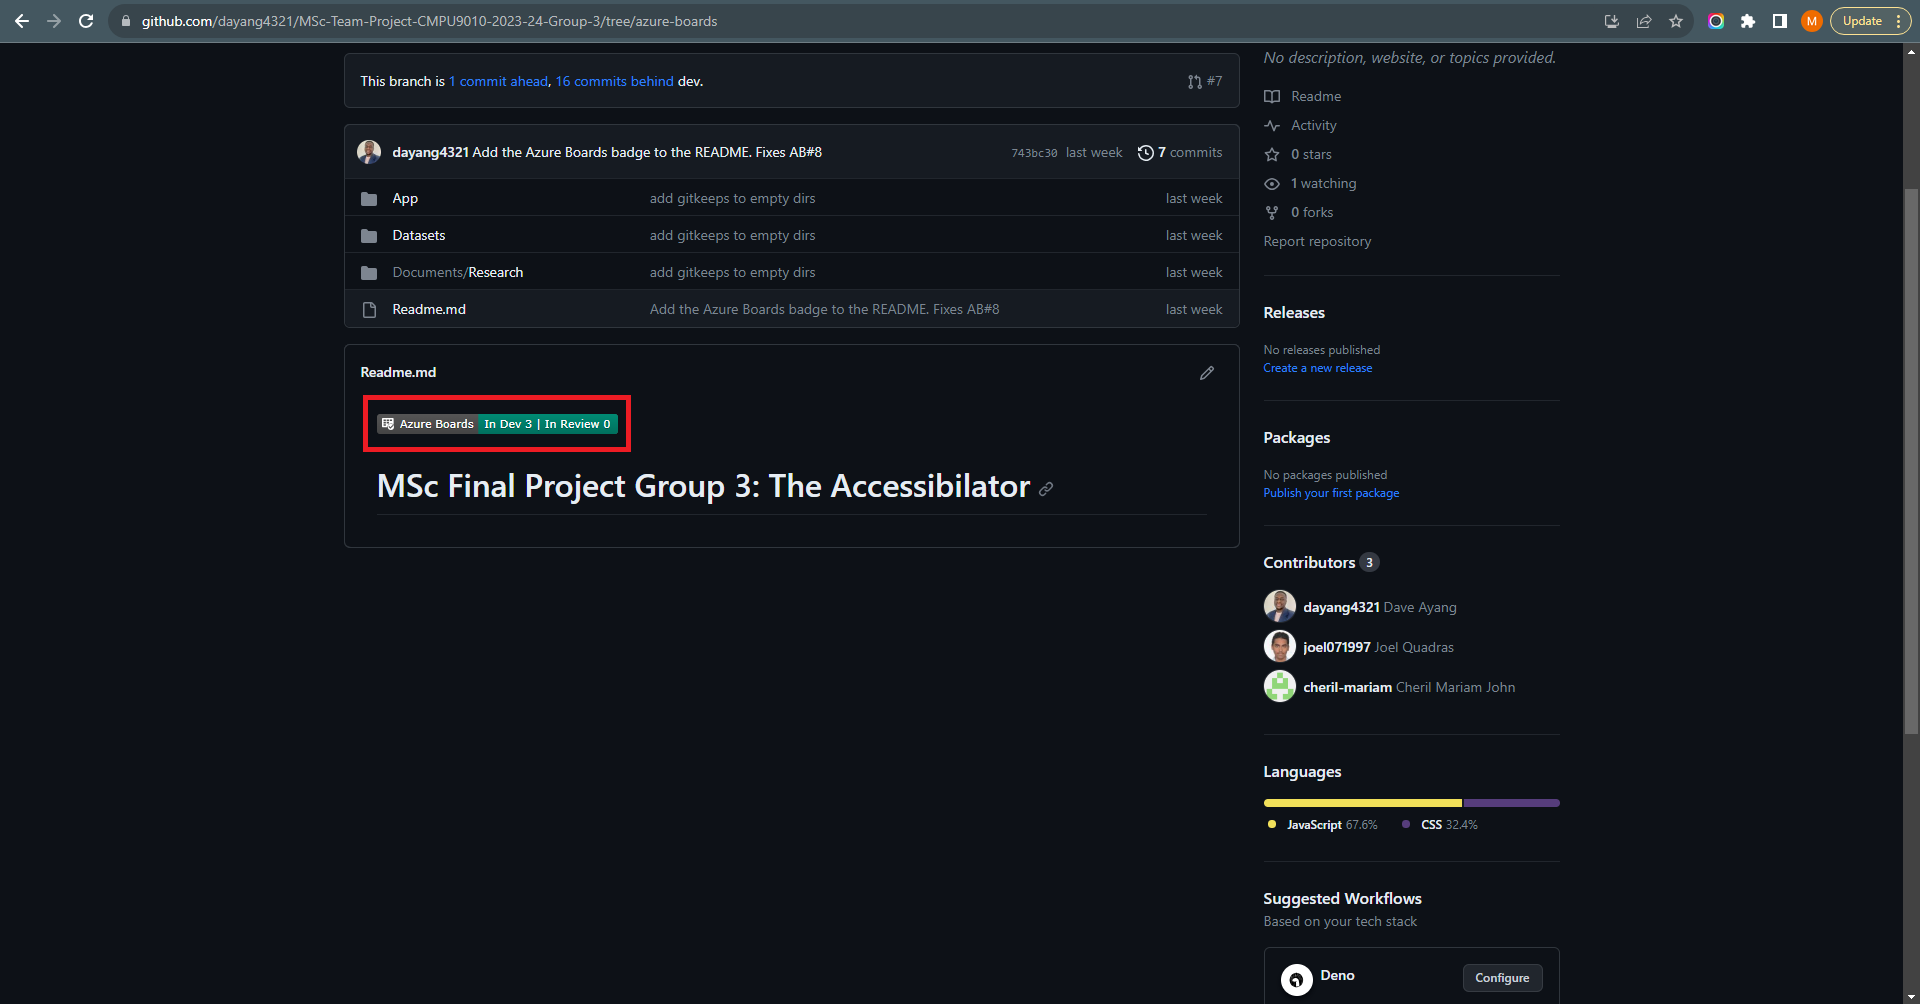 github.com/dayang4321/MSc-Team-Project-CMPU9010-2023-24-Group-3/tree/azure-boards
M
Update
This branch is 1 commit ahead, 16 commits behind dev.
#7
dayang4321 Add the Azure Boards badge to the README. Fixes AB#8
743bc30 last week 7 commits
App add gitkeeps to empty dirs last week
Datasets add gitkeeps to empty dirs last week
Documents/Research add gitkeeps to empty dirs last week
Readme.md Add the Azure Boards badge to the README. Fixes AB#8 last week
Readme.md
Azure Boards In Dev 3 | In Review 0
MSc Final Project Group 3: The Accessibilator
No description, website, or topics provided.
Readme
Activity
0 stars
1 watching
0 forks
Report repository
Releases
No releases published
Create a new release
Packages
No packages published
Publish your first package
Contributors 3
dayang4321 Dave Ayang
joel071997 Joel Quadras
cheril-mariam Cheril Mariam John
Languages
JavaScript 67.6% CSS 32.4%
Suggested Workflows
Based on your tech stack
Deno
Configure